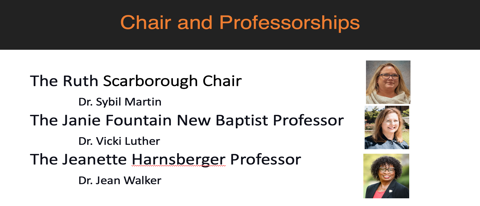 Chair and Professorships
The Ruth Scarborough Chair
Dr. Sybil Martin
The Janie Fountain New Baptist Professor
Dr. Vicki Luther
The Jeanette Harnsberger Professor
Dr. Jean Walker